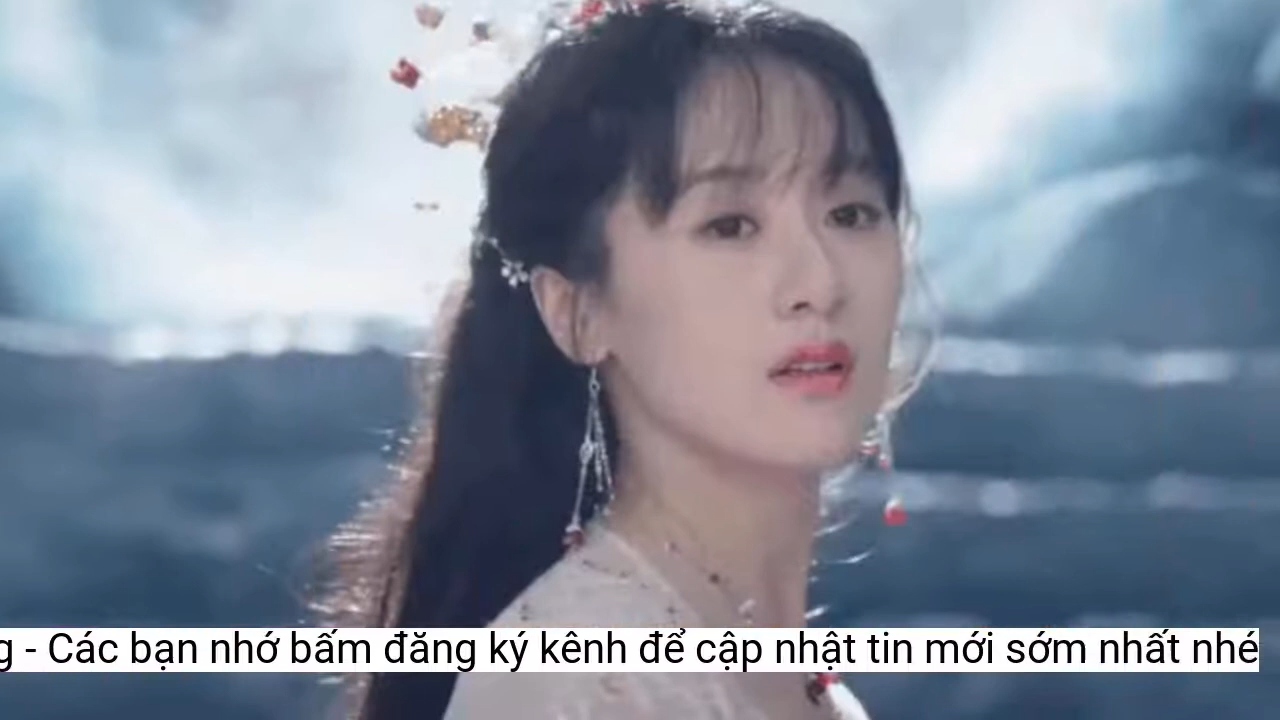 g - Các bạn nhớ bấm đăng ký kênh để cập nhật tin mới sớm nhất nhé